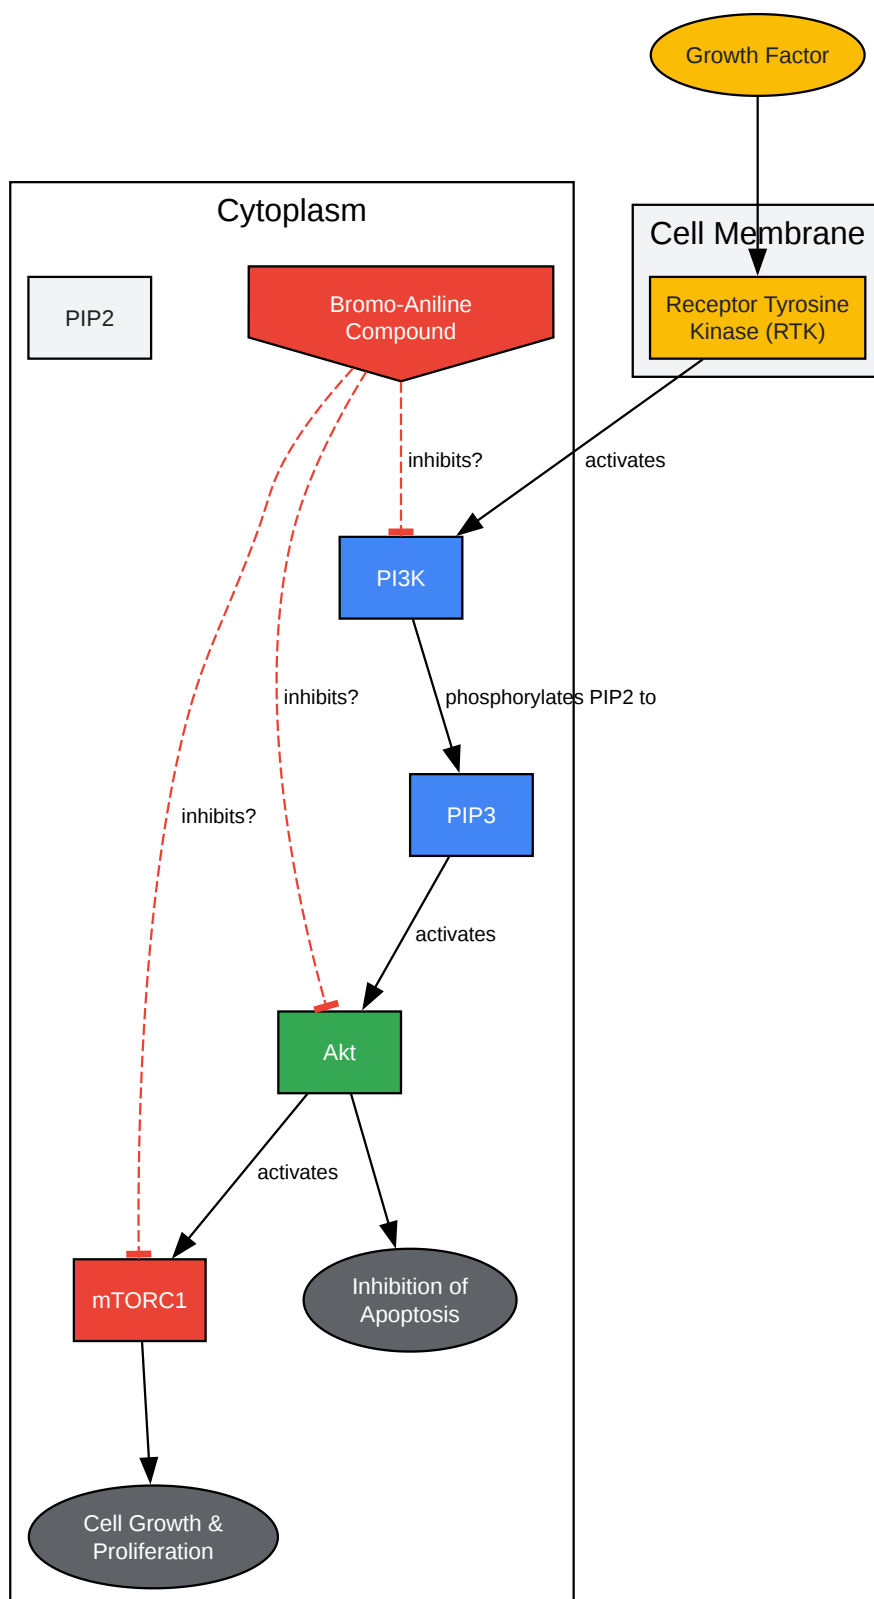 Growth Factor
Cytoplasm
Cell Membrane
PIP2
Bromo-Aniline
Compound
Receptor Tyrosine
Kinase (RTK)
inhibits?
activates
PI3K
inhibits?
phosphorylates PIP2 to
inhibits?
PIP3
activates
Akt
activates
mTORC1
Inhibition of
Apoptosis
Cell Growth &
Proliferation